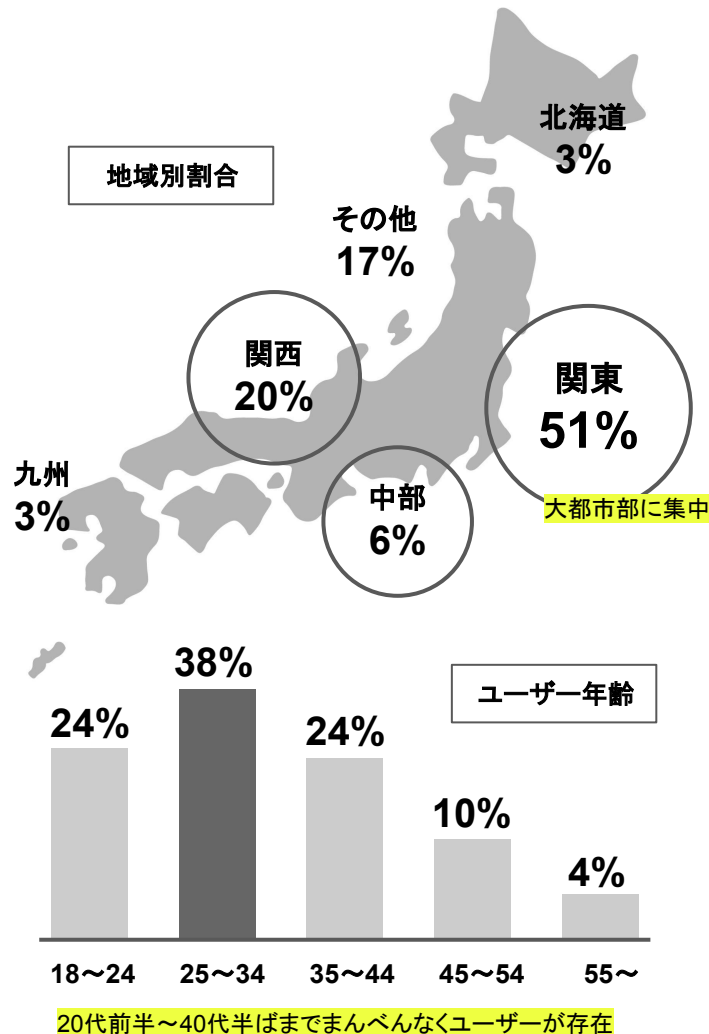 北海道
3%
地域別割合
その他
17%
関西
20%
関東
51%
九州
3%
中部
6%
大都市部に集中
38%
ユーザー年齢
24%
24%
10%
4%
18〜24 25〜34 35〜44 45〜54 55〜
20代前半〜40代半ばまでまんべんなくユーザーが存在